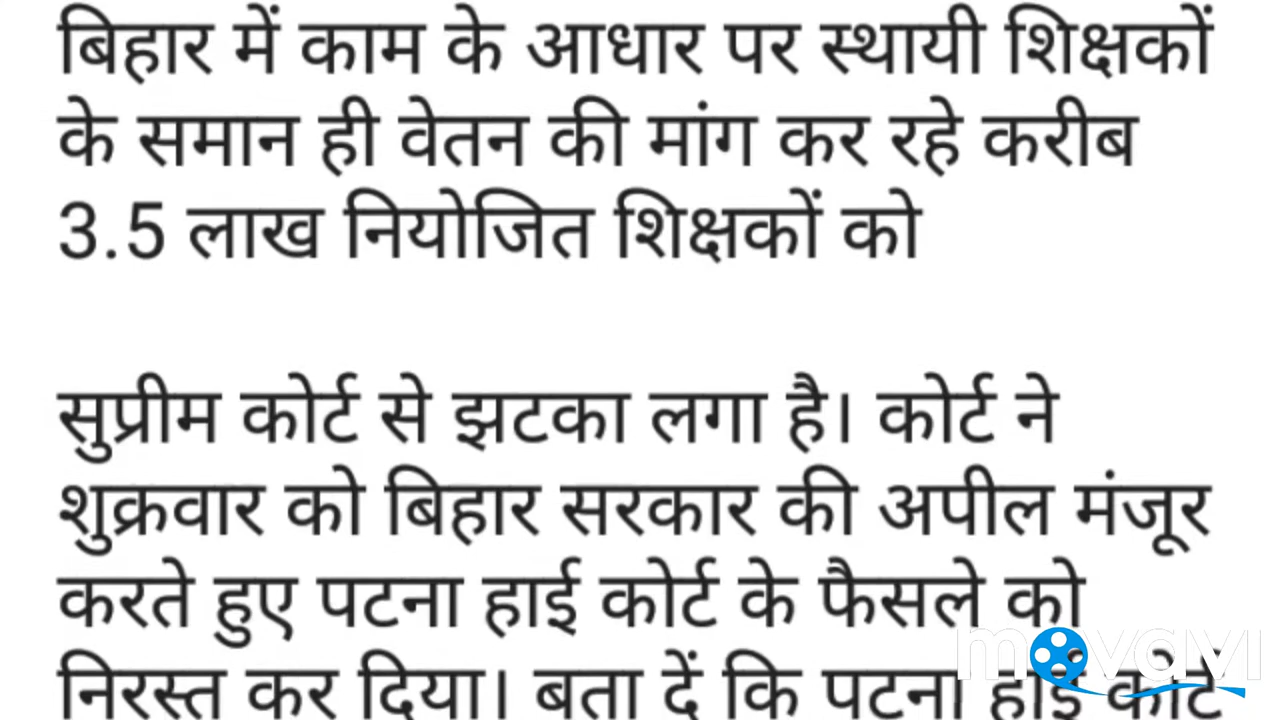 बिहार में काम के आधार पर स्थायी शिक्षकों
के समान ही वेतन की मांग कर रहे करीब
3.5 लाख नियोजित शिक्षकों को
सुप्रीम कोर्ट से झटका लगा है। कोर्ट ने
शुक्रवार को बिहार सरकार की अपील मंजूर
करते हुए पटना हाई कोर्ट के फैसले को
निरस्त कर दिया। बता दें कि पटना हाई कोर्ट
movavi